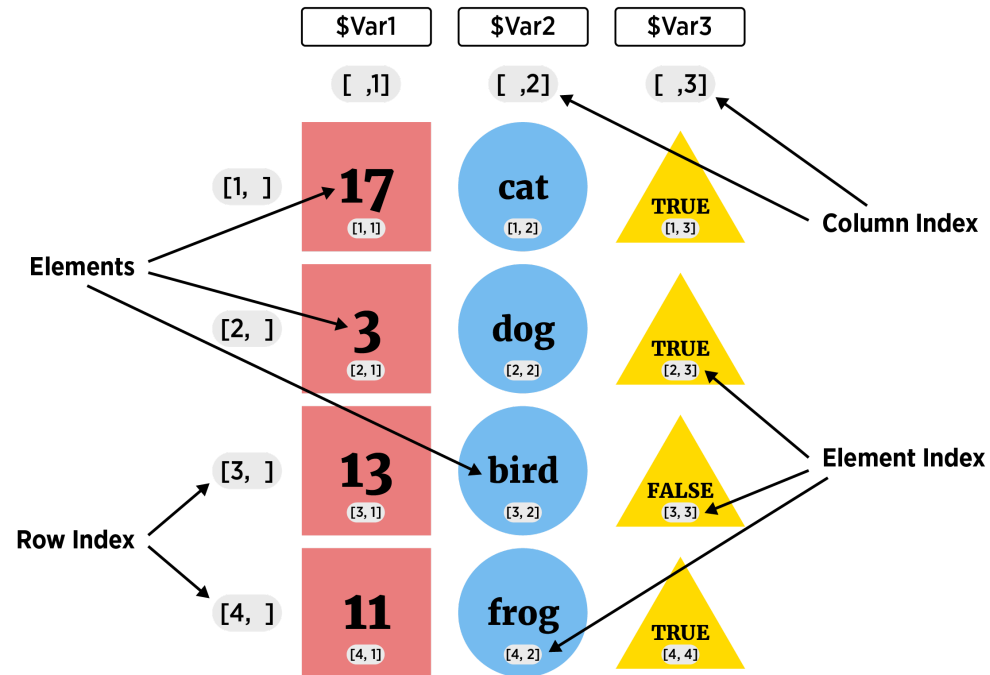 $Var1 $Var2 $Var3
[ ,1] [ ,2] [ ,3]
[1, ] 17 cat TRUE
[1, 1] [1, 2] [1, 3]
Column Index
Elements
[2, ] 3 dog TRUE
[2, 1] [2, 2] [2, 3]
[3, ] 13 bird FALSE
[3, 1] [3, 2] [3, 3]
Element Index
Row Index
[4, ] 11 frog TRUE
[4, 1] [4, 2] [4, 4]